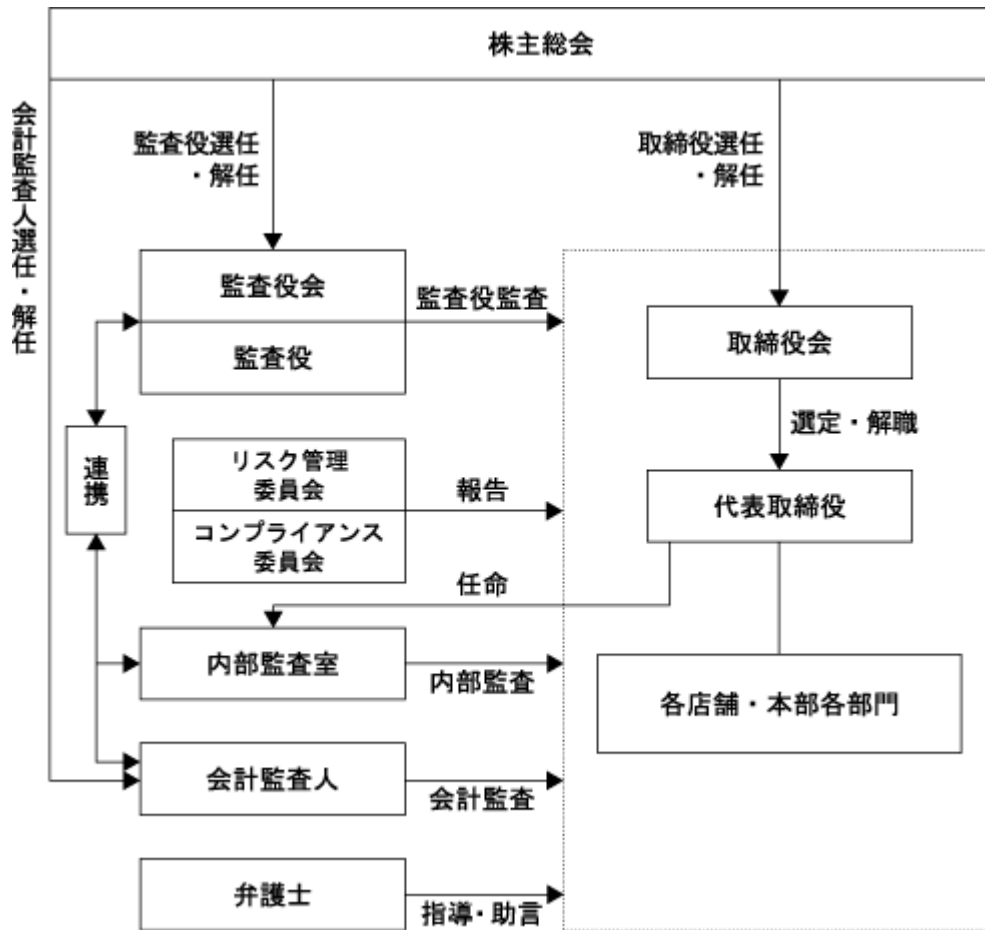 株主総会
会計監査人選任・解任
監査役選任
・解任
取締役選任
・解任
監査役会
監査役監査
監査役
取締役会
選定・解職
連携
リスク管理
委員会
報告
コンプライアンス
委員会
代表取締役
任命
内部監査室
内部監査
各店舗・本部各部門
会計監査人
会計監査
弁護士
指導・助言